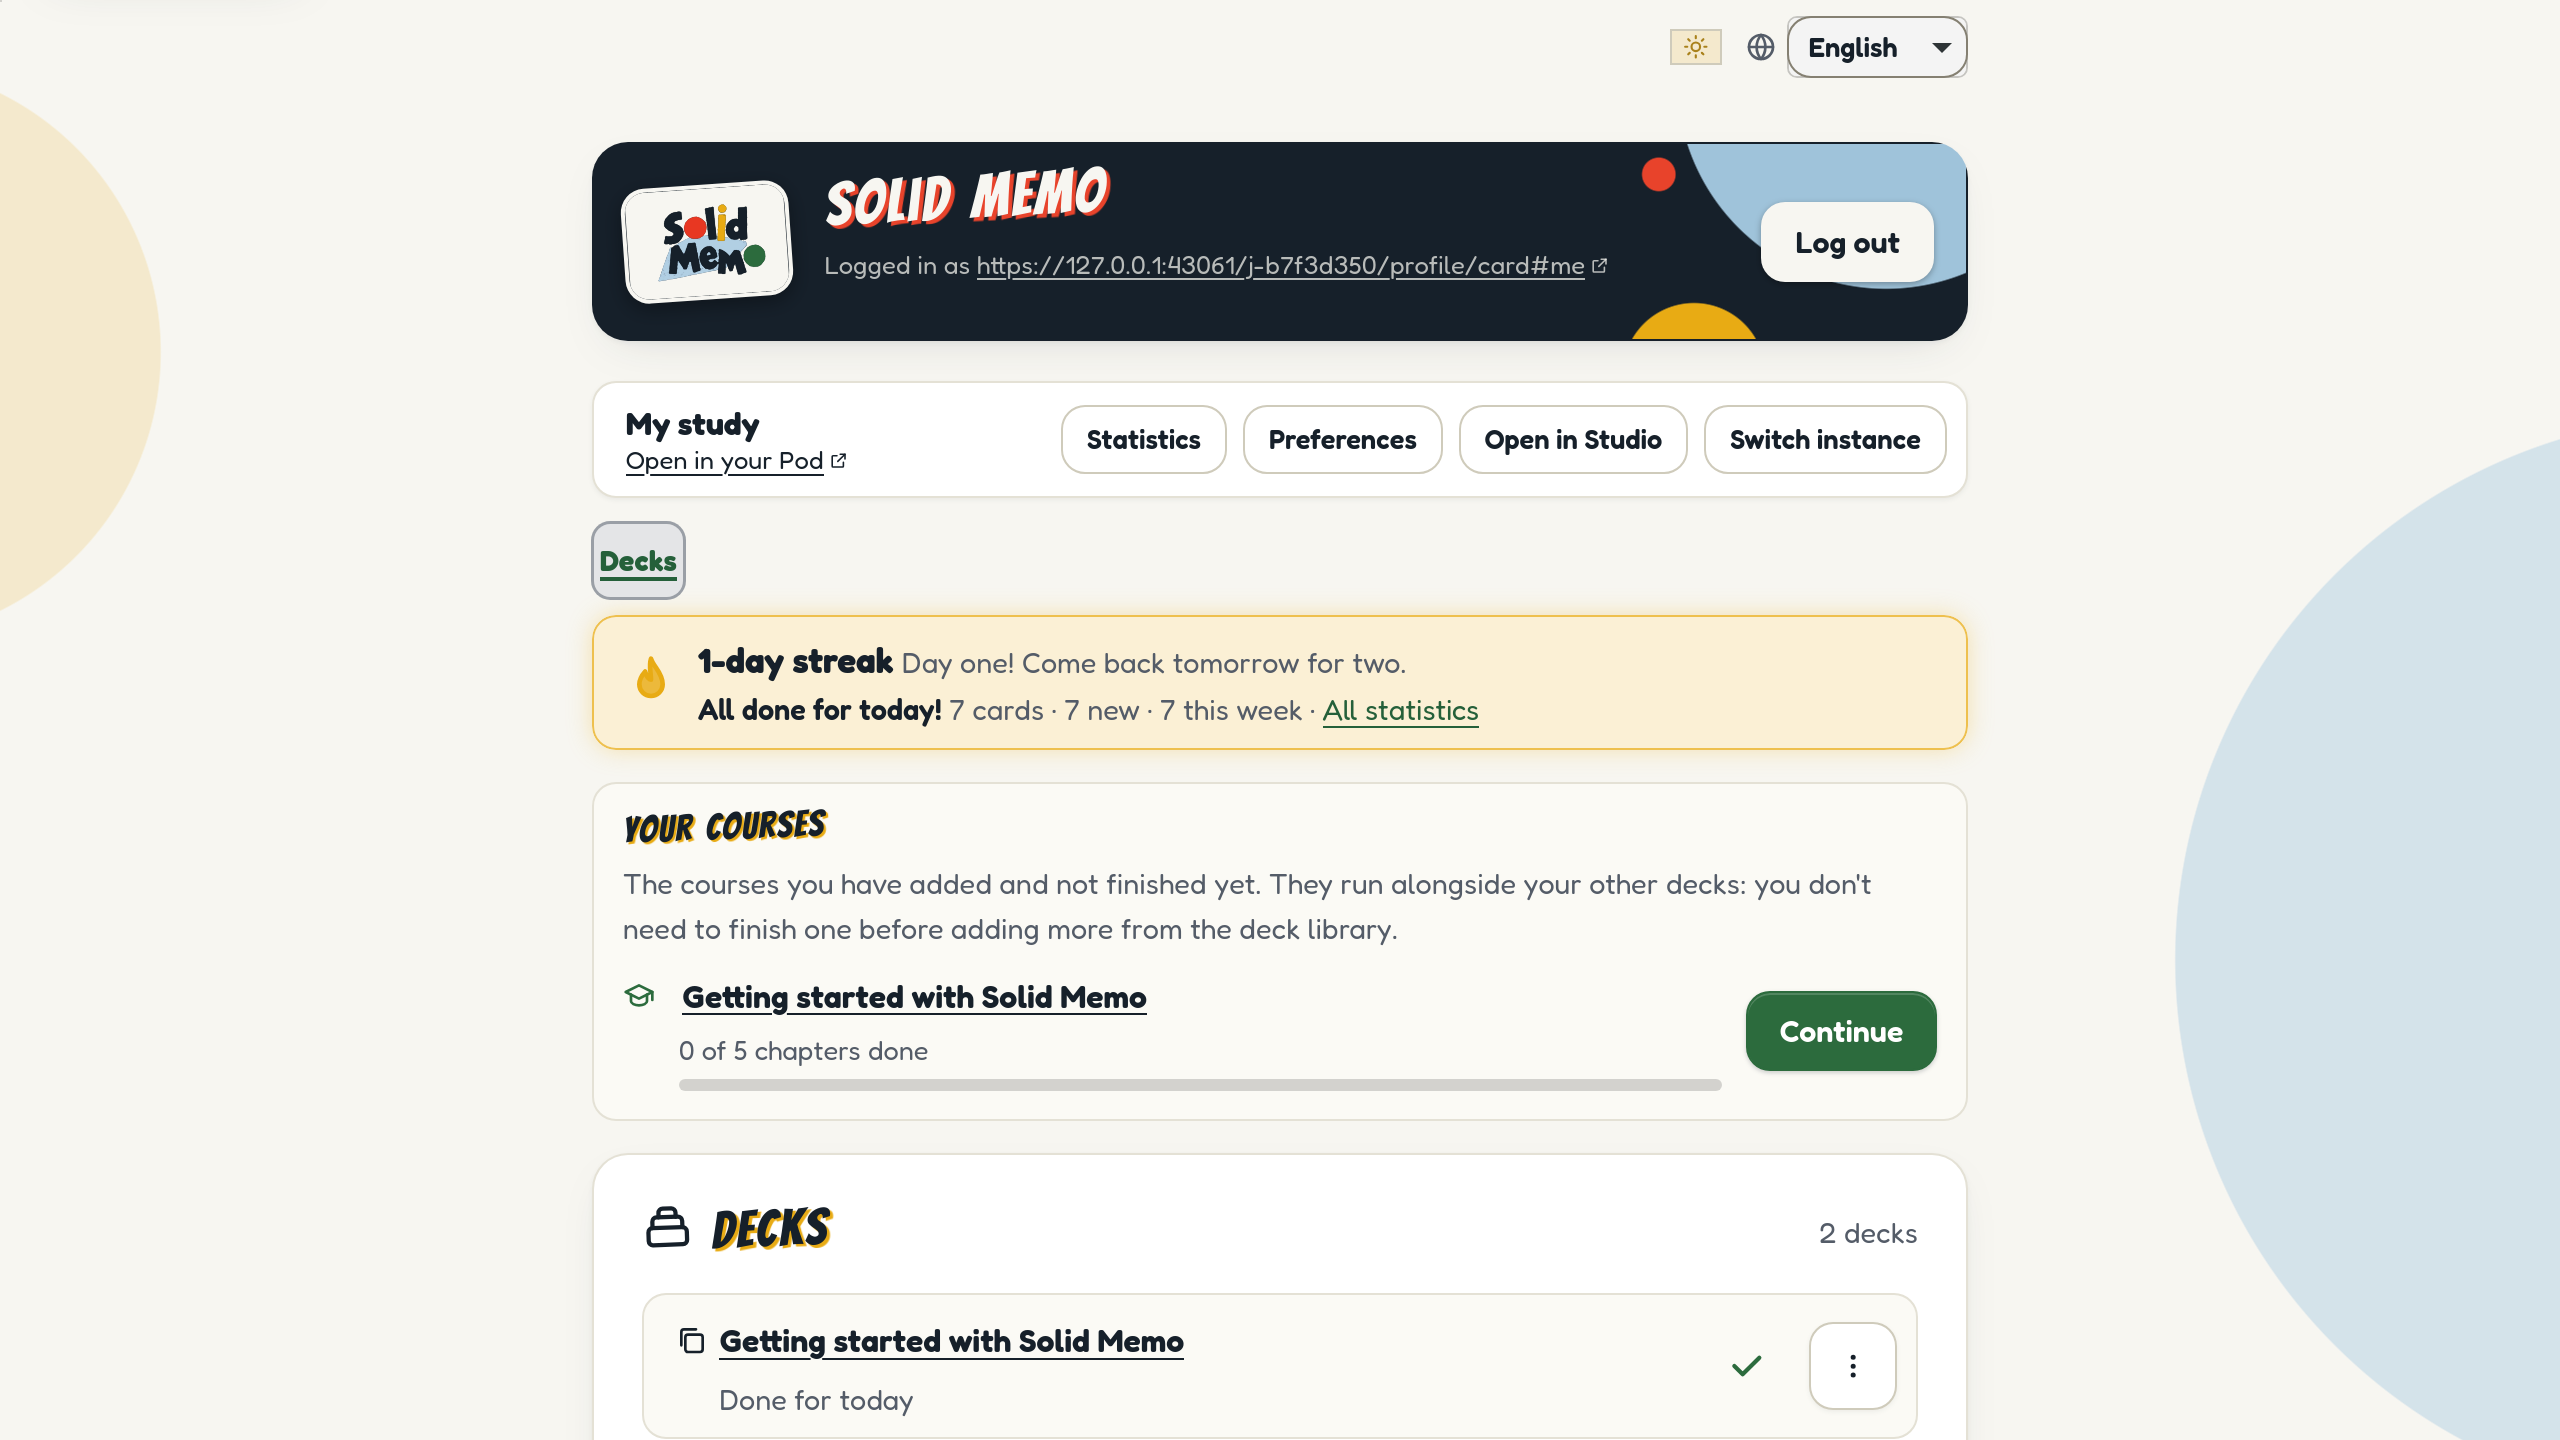 English
Solid
Memo
SOLID MEMO
Logged in as https://127.0.0.1:43061/j-b7f3d350/profile/card#me
Log out
My study
Open in your Pod
Statistics
Preferences
Open in Studio
Switch instance
Decks
1-day streak Day one! Come back tomorrow for two.
All done for today! 7 cards · 7 new · 7 this week · All statistics
YOUR COURSES
The courses you have added and not finished yet. They run alongside your other decks: you don't
need to finish one before adding more from the deck library.
Getting started with Solid Memo
0 of 5 chapters done
Continue
DECKS
2 decks
Getting started with Solid Memo
Done for today